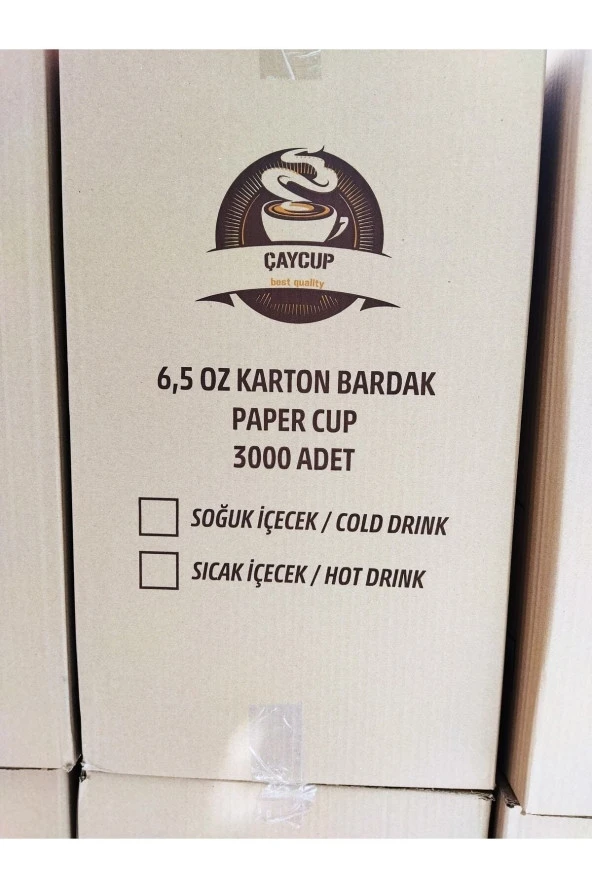 ÇAYCUP
best quality
6,5 OZ KARTON BARDAK
PAPER CUP
3000 ADET
SOĞUK İÇECEK / COLD DRINK
SICAK İÇECEK / HOT DRINK